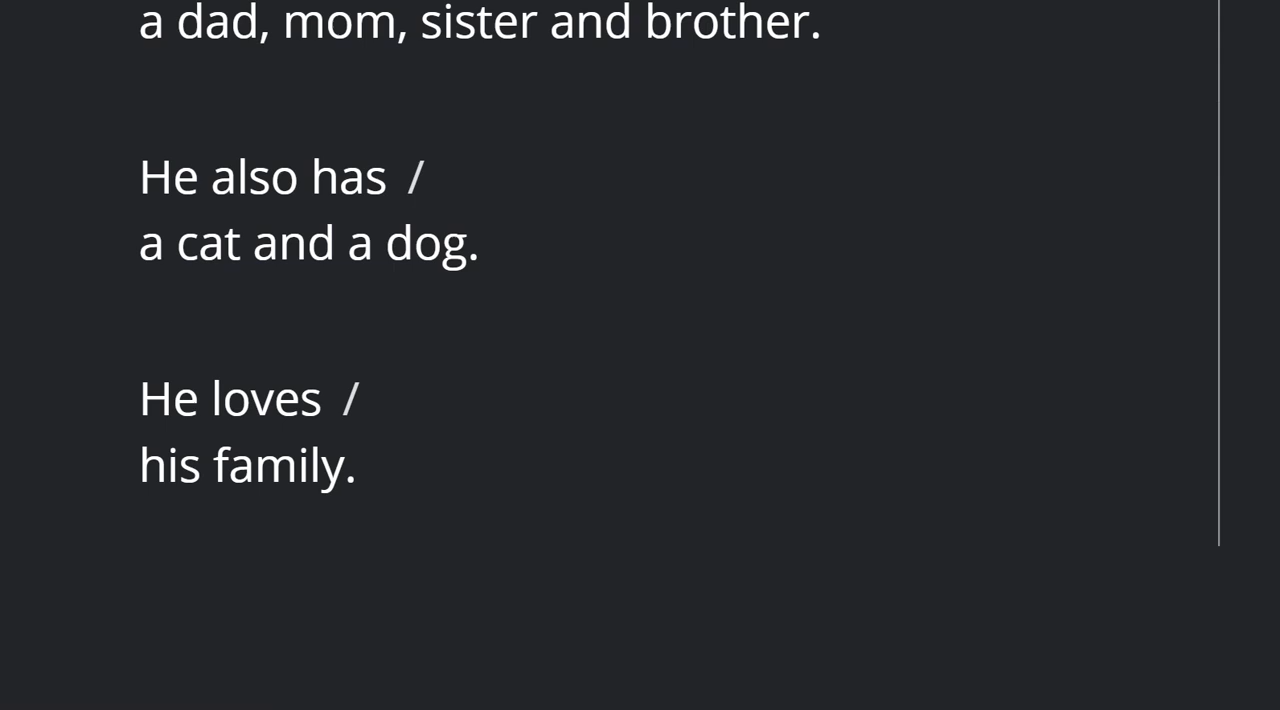 a dad, mom, sister and brother.
He also has /
a cat and a dog.
He loves /
his family.